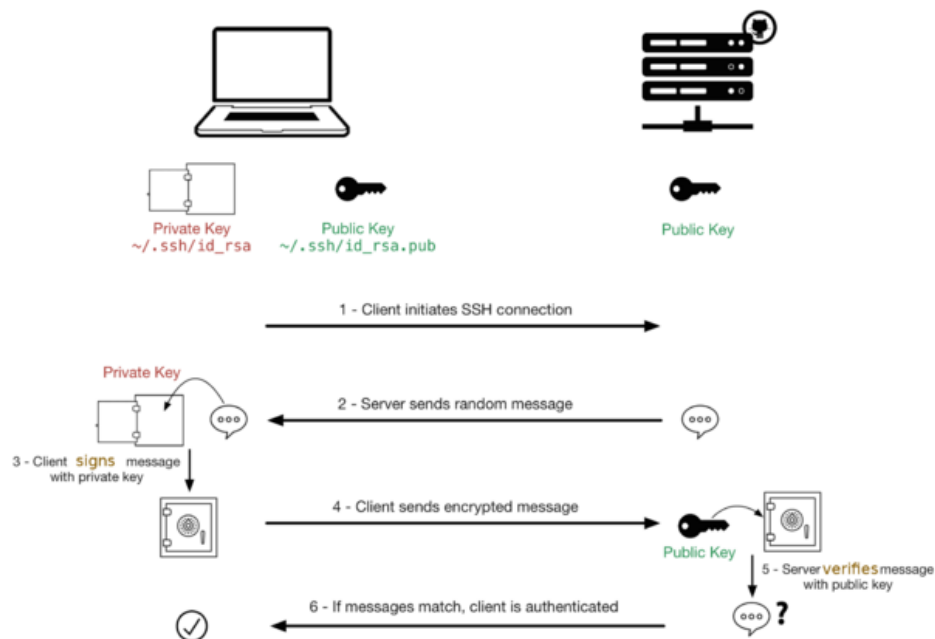 Private Key
~/.ssh/id_rsa
Public Key
~/.ssh/id_rsa.pub
Public Key
1 - Client initiates SSH connection
Private Key
2 - Server sends random message
3 - Client signs message
with private key
4 - Client sends encrypted message
Public Key
5 - Server verifies message
with public key
6 - If messages match, client is authenticated
?